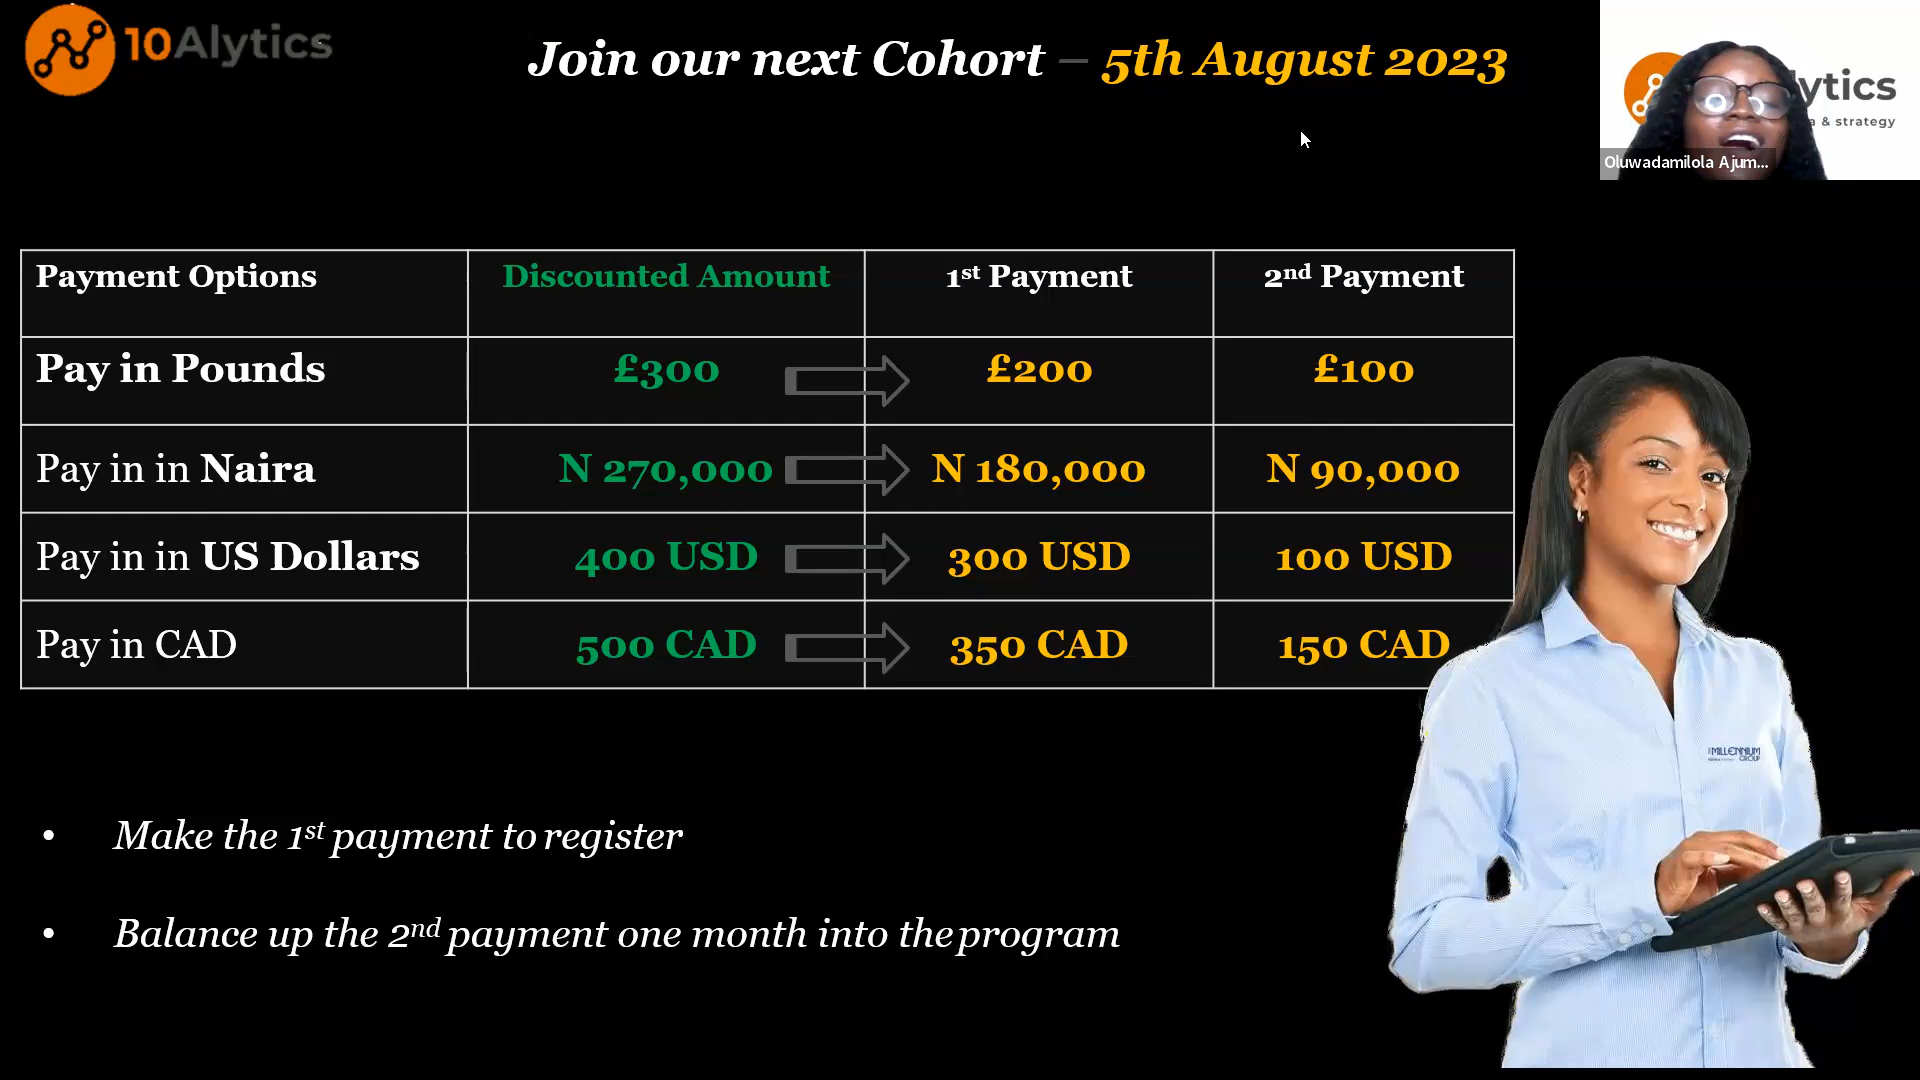 10Alytics
Join our next Cohort – 5th August 2023
lytics
a & strategy
Oluwadamilola Ajum...
Payment Options Discounted Amount 1st Payment 2nd Payment
Pay in Pounds £300 £200 £100
Pay in in Naira N 270,000 N 180,000 N 90,000
Pay in in US Dollars 400 USD 300 USD 100 USD
Pay in CAD 500 CAD 350 CAD 150 CAD
MILLENNIUM
GROUP
• Make the 1st payment to register
• Balance up the 2nd payment one month into the program